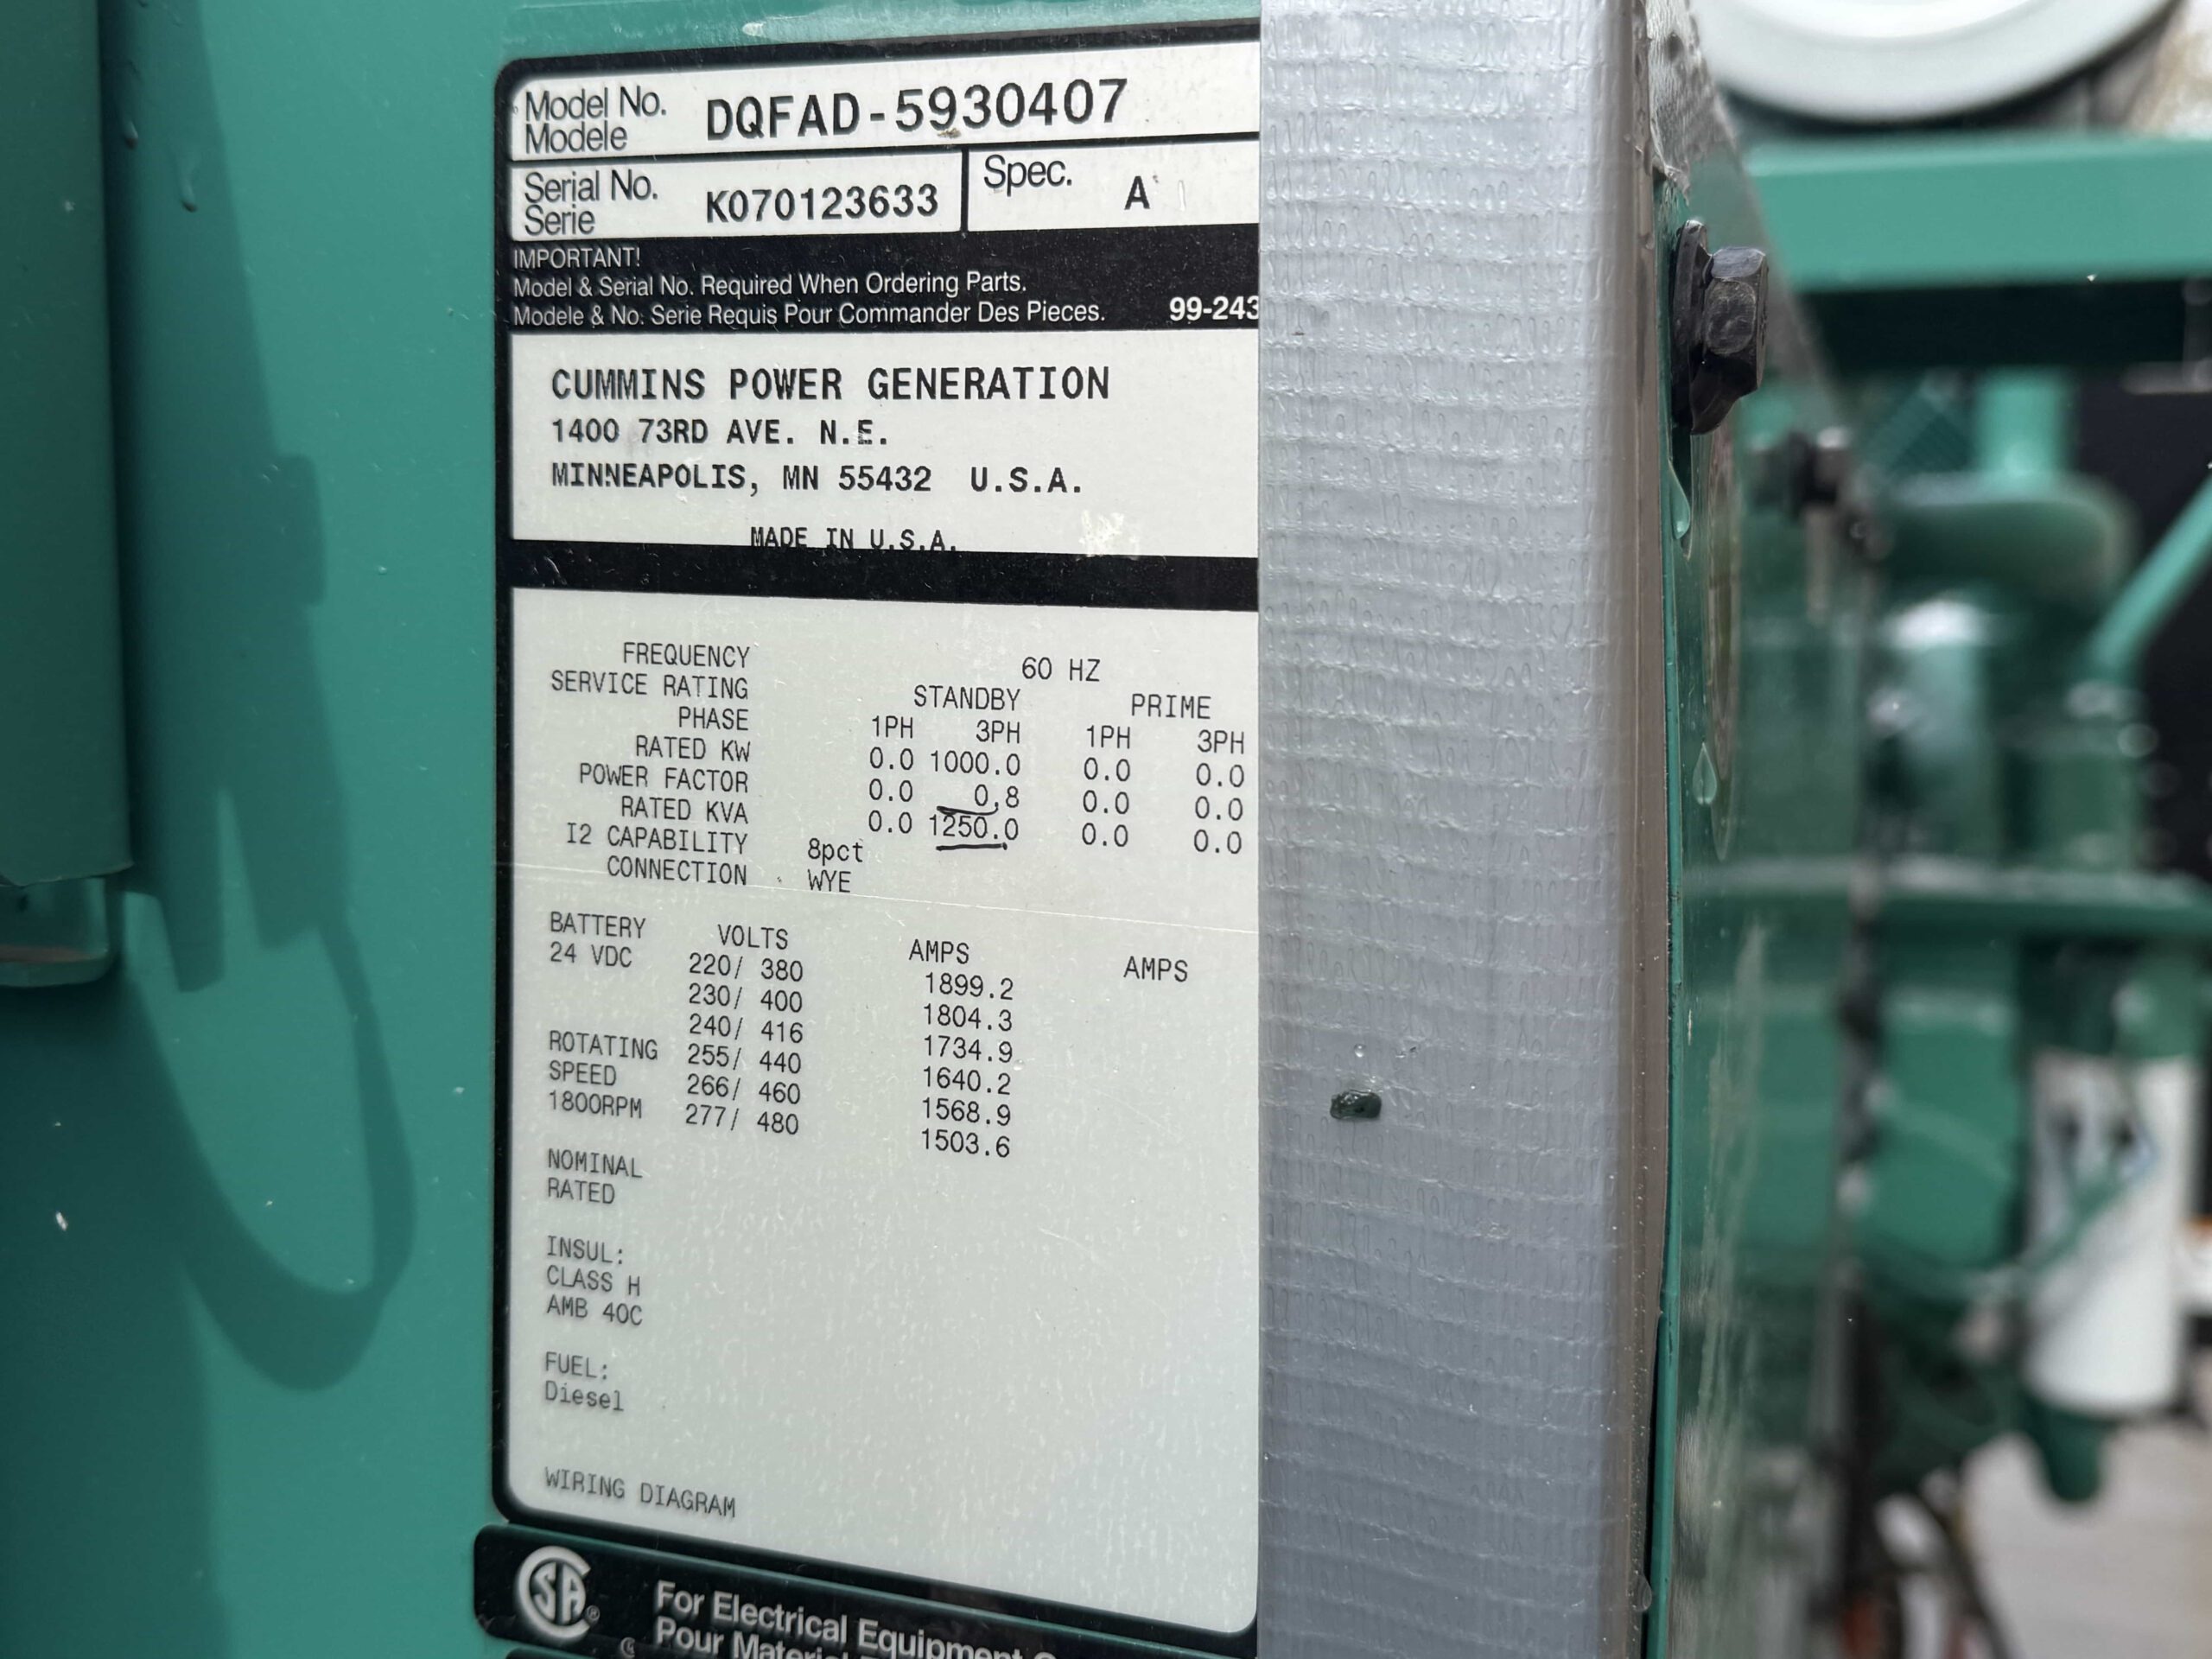 Model No. DQFAD-5930407
Modele
Serial No. K070123633 Spec. A
Serie
IMPORTANT!
Model & Serial No. Required When Ordering Parts.
Modele & No. Serie Requis Pour Commander Des Pieces. 99-243
CUMMINS POWER GENERATION
1400 73RD AVE. N.E.
MINNEAPOLIS, MN 55432 U.S.A.
MADE IN U.S.A.
FREQUENCY 60 HZ
SERVICE RATING STANDBY PRIME
PHASE 1PH 3PH 1PH 3PH
RATED KW 0.0 1000.0 0.0 0.0
POWER FACTOR 0.0 0,8 0.0 0.0
RATED KVA 0.0 1250.0 0.0 0.0
I2 CAPABILITY 8pct
CONNECTION WYE
BATTERY VOLTS AMPS AMPS
24 VDC 220/ 380 1899.2
230/ 400 1804.3
240/ 416 1734.9
ROTATING 255/ 440 1640.2
SPEED 266/ 460 1568.9
1800RPM 277/ 480 1503.6
NOMINAL
RATED
INSUL:
CLASS H
AMB 40C
FUEL:
Diesel
WIRING DIAGRAM
CSA ®
For Electrical Equipment
Pour Material